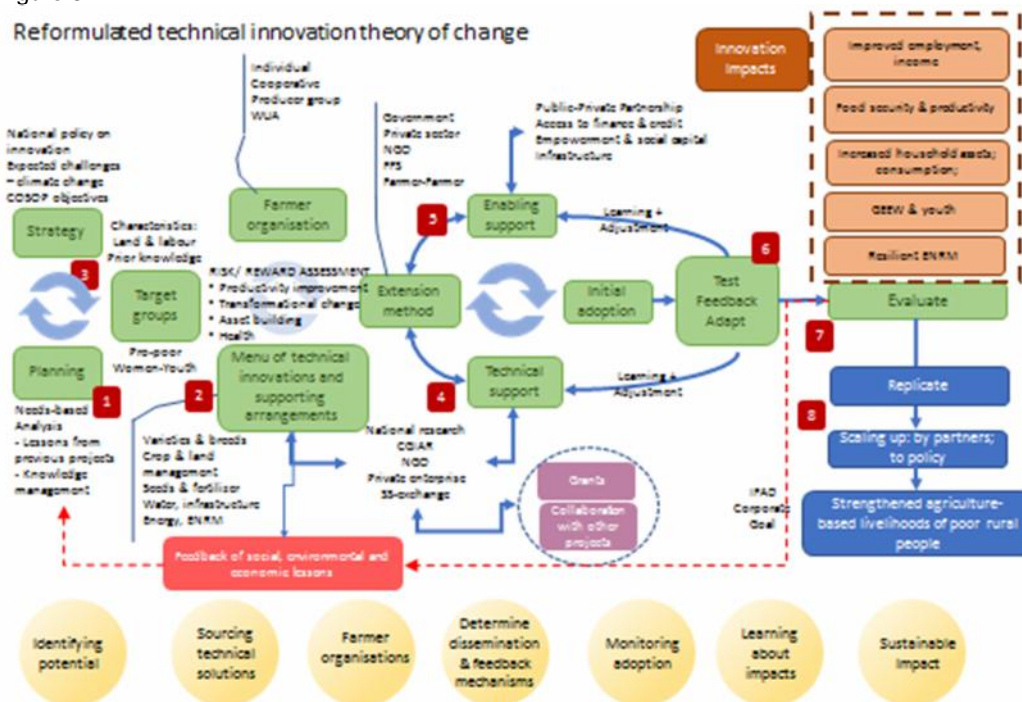 Reformulated technical innovation theory of change
Innovation
Impacts
Improved employment,
income
Food security & productivity
Increased household assets;
consumption;
GEEW & youth
Resilient ENRM
Individual
Cooperative
Producer group
WUA
Government
Private sector
NGO
FFS
Farmer-Farmer
Public-Private Partnership
Access to finance & credit
Empowerment & social capital
Infrastructure
National policy on
innovation
Expected challenges
– climate change
COSOP objectives
Strategy
3
Characteristics:
Land & labour
Prior knowledge
Target
groups
Pro-poor
Women-Youth
Planning
1
Needs-based
Analysis
- Lessons from
previous projects
- Knowledge
management
Farmer
organisation
RISK/ REWARD ASSESSMENT
* Productivity improvement
* Transformational change
* Asset building
* Health
2
Menu of technical
innovations and
supporting
arrangements
Varieties & breeds
Crop & land
management
Seeds & fertiliser
Water, infrastructure
Energy, ENRM
Extension
method
5
Enabling
support
Learning +
Adjustment
Initial
adoption
6
Test
Feedback
Adapt
4
Technical
support
Learning +
Adjustment
National research
CGIAR
NGO
Private enterprise
SS-exchange
Grants
Collaboration
with other
projects
Feedback of social, environmental and
economic lessons
IFAD
Corporate
Goal
Evaluate
7
Replicate
8
Scaling up: by partners;
to policy
Strengthened agriculture-
based livelihoods of poor rural
people
Identifying
potential
Sourcing
technical
solutions
Farmer
organisations
Determine
dissemination
& feedback
mechanisms
Monitoring
adoption
Learning
about
impacts
Sustainable
Impact